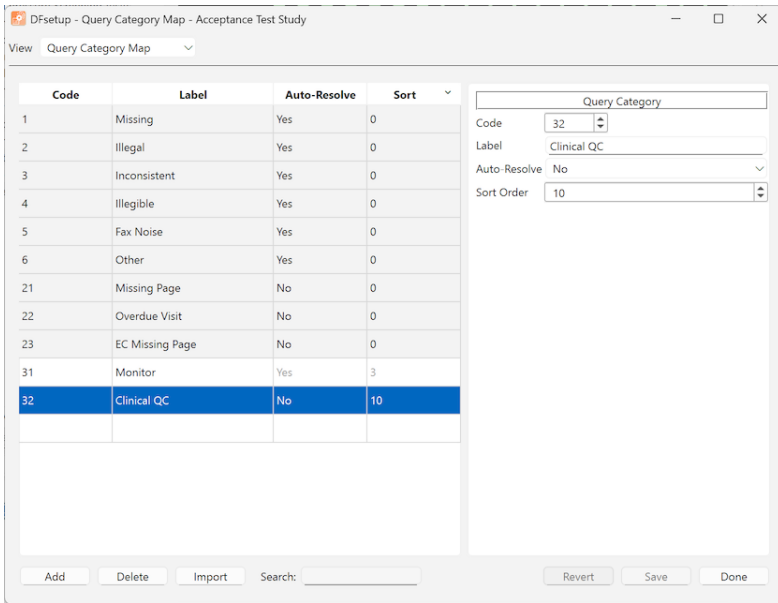 DFsetup - Query Category Map - Acceptance Test Study
View Query Category Map
Code Label Auto-Resolve Sort
1 Missing Yes 0
2 Illegal Yes 0
3 Inconsistent Yes 0
4 Illegible Yes 0
5 Fax Noise Yes 0
6 Other Yes 0
21 Missing Page No 0
22 Overdue Visit No 0
23 EC Missing Page No 0
31 Monitor Yes 3
32 Clinical QC No 10
Query Category
Code 32
Label Clinical QC
Auto-Resolve No
Sort Order 10
Add Delete Import Search: Revert Save Done